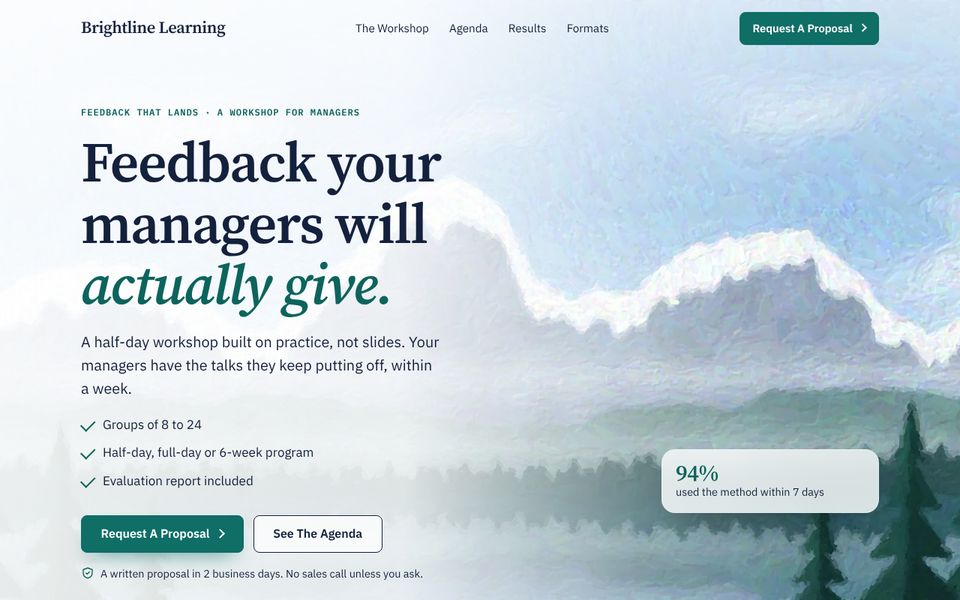 Brightline Learning
The Workshop
Agenda
Results
Formats
Request A Proposal
FEEDBACK THAT LANDS · A WORKSHOP FOR MANAGERS
Feedback your
managers will
actually give.
A half-day workshop built on practice, not slides. Your
managers have the talks they keep putting off, within
a week.
Groups of 8 to 24
Half-day, full-day or 6-week program
Evaluation report included
94%
used the method within 7 days
Request A Proposal
See The Agenda
A written proposal in 2 business days. No sales call unless you ask.